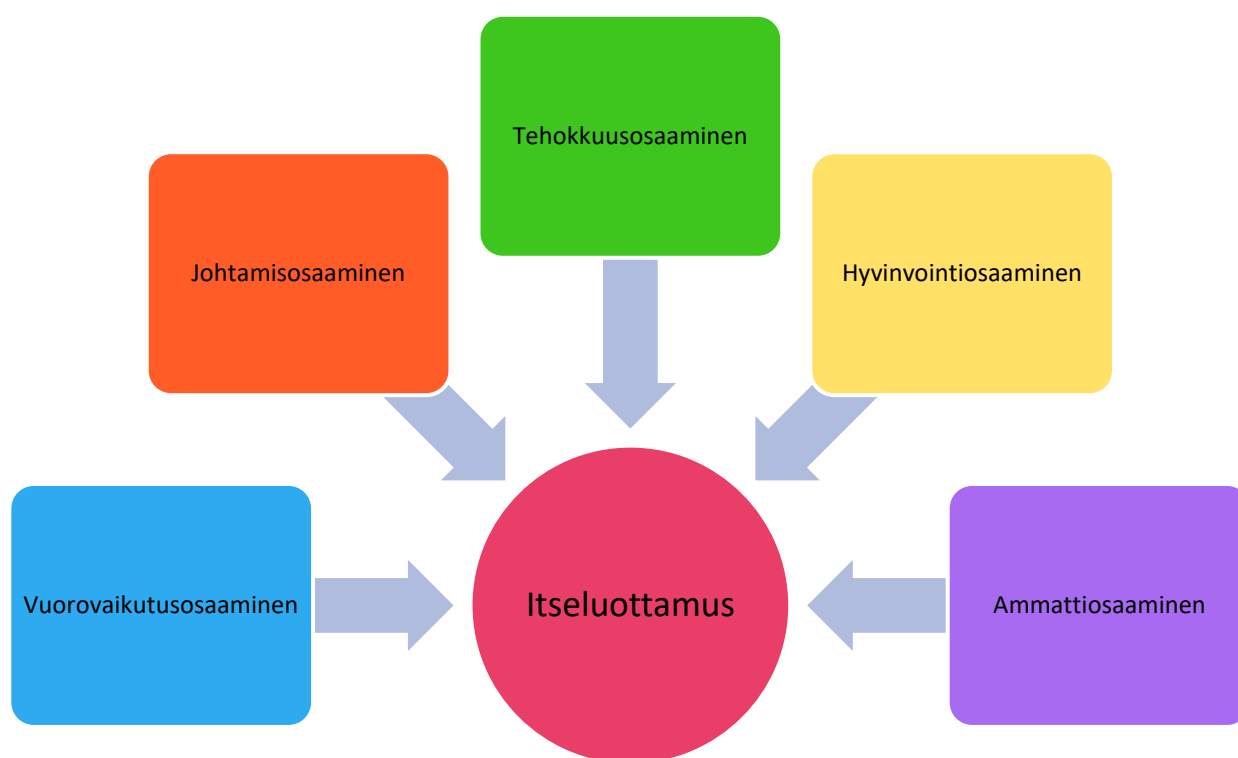 Tehokkuusosaaminen
Johtamisosaaminen
Hyvinvointiosaaminen
Vuorovaikutusosaaminen
Itseluottamus
Ammattiosaaminen